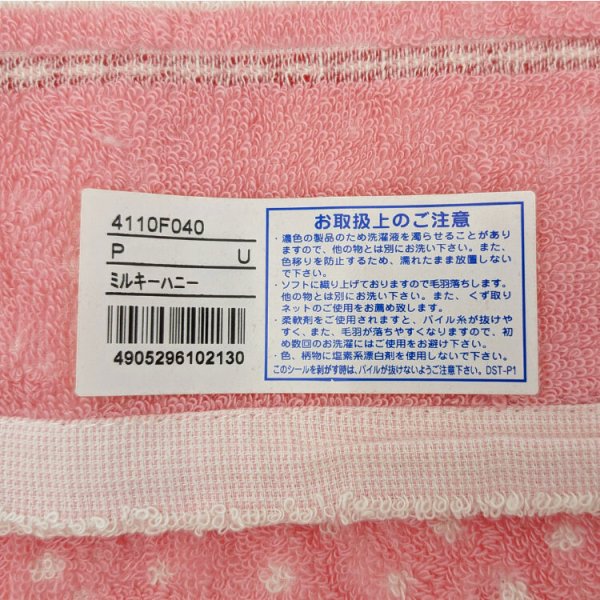 4110F040
P U
ミルキーハニー
4905296102130
お取扱上のご注意
・濃色の製品のため洗濯液を濁らせることがあり
ますので、他の物とは別にお洗い下さい。また、
色移りを防止するため、濡れたまま放置しない
で下さい。
・ソフトに織り上げておりますので毛羽落ちします。
他の物とは別にお洗い下さい。また、くず取り
ネットのご使用をお薦め致します。
・柔軟剤をご使用されますと、パイル糸が抜けや
すく、また、毛羽が落ちやすくなりますので、初
め数回のお洗濯にはご使用をお避け下さい。
・色、柄物に塩素系漂白剤を使用しないで下さい。
このシールを剥がす時は、パイルが抜けないようご注意下さい。DST-P1